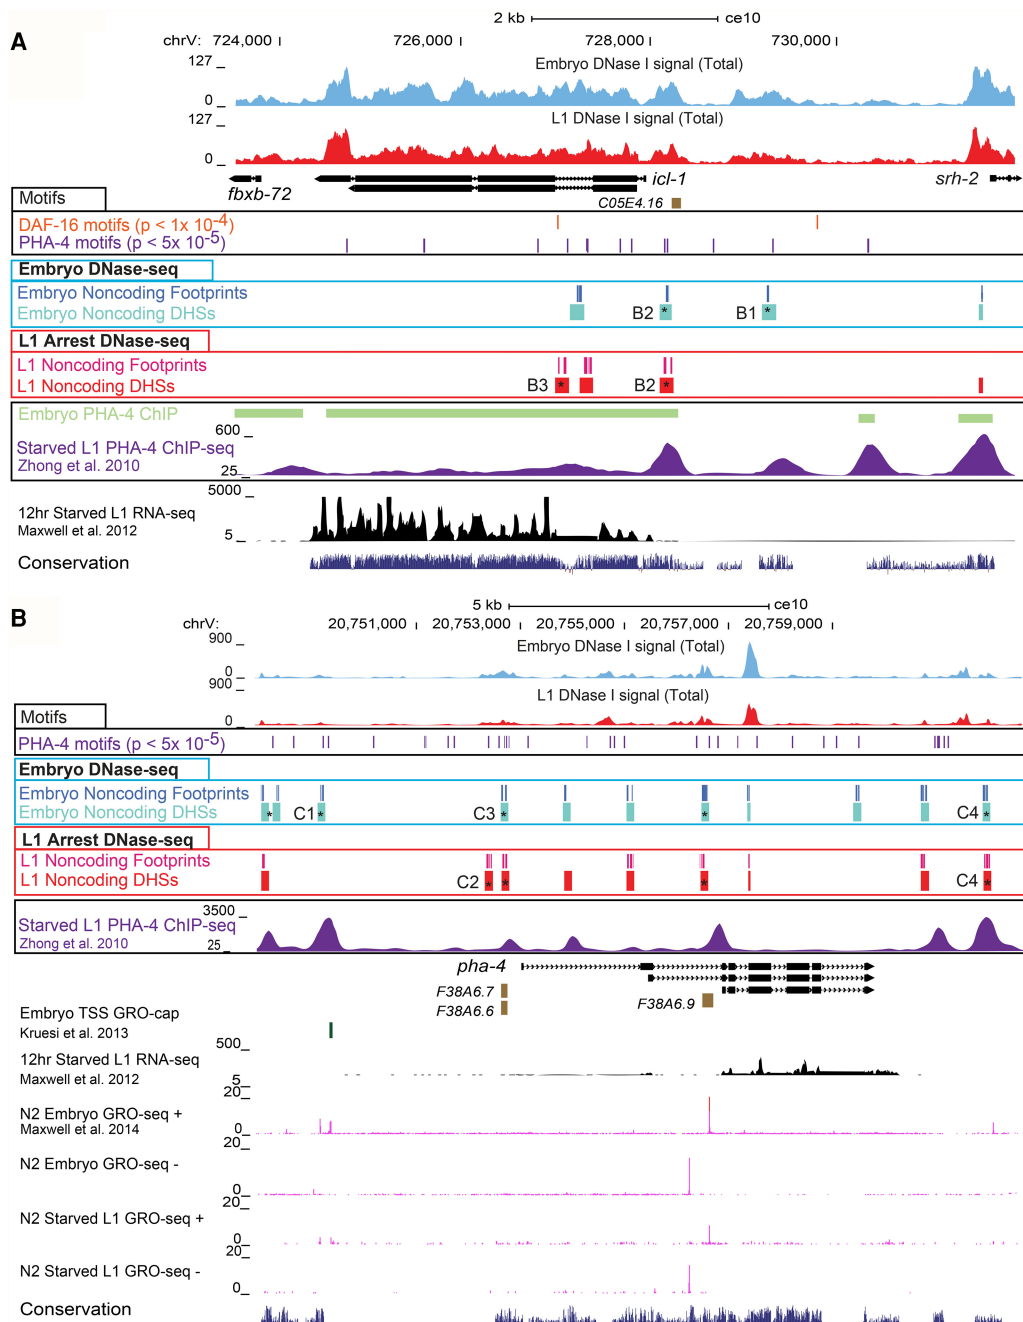 A
2 kb ce10
chrV: 724,000 726,000 728,000 730,000
127
Embryo DNase I signal (Total)
0
127
L1 DNase I signal (Total)
0
fbxb-72 icl-1 srh-2
C05E4.16
Motifs
DAF-16 motifs (p < 1x 10-4)
PHA-4 motifs (p < 5x 10-5)
Embryo DNase-seq
Embryo Noncoding Footprints
Embryo Noncoding DHSs B2 * B1 *
L1 Arrest DNase-seq
L1 Noncoding Footprints
L1 Noncoding DHSs B3 * B2 *
Embryo PHA-4 ChIP
600
Starved L1 PHA-4 ChIP-seq
Zhong et al. 2010 25
5000
12hr Starved L1 RNA-seq
Maxwell et al. 2012 5
Conservation
B
5 kb ce10
chrV: 20,751,000 20,753,000 20,755,000 20,757,000 20,759,000
900
Embryo DNase I signal (Total)
0
900
L1 DNase I signal (Total)
0
Motifs
PHA-4 motifs (p < 5x 10-5)
Embryo DNase-seq
Embryo Noncoding Footprints
Embryo Noncoding DHSs * C1 * C3 * * C4 *
L1 Arrest DNase-seq
L1 Noncoding Footprints
L1 Noncoding DHSs C2 * * * C4 *
3500
Starved L1 PHA-4 ChIP-seq
Zhong et al. 2010 25
pha-4
F38A6.7
F38A6.6 F38A6.9
Embryo TSS GRO-cap
Kruesi et al. 2013
500
12hr Starved L1 RNA-seq
Maxwell et al. 2012 5
20
N2 Embryo GRO-seq +
Maxwell et al. 2014 0
20
N2 Embryo GRO-seq -
0
20
N2 Starved L1 GRO-seq +
0
20
N2 Starved L1 GRO-seq -
0
Conservation